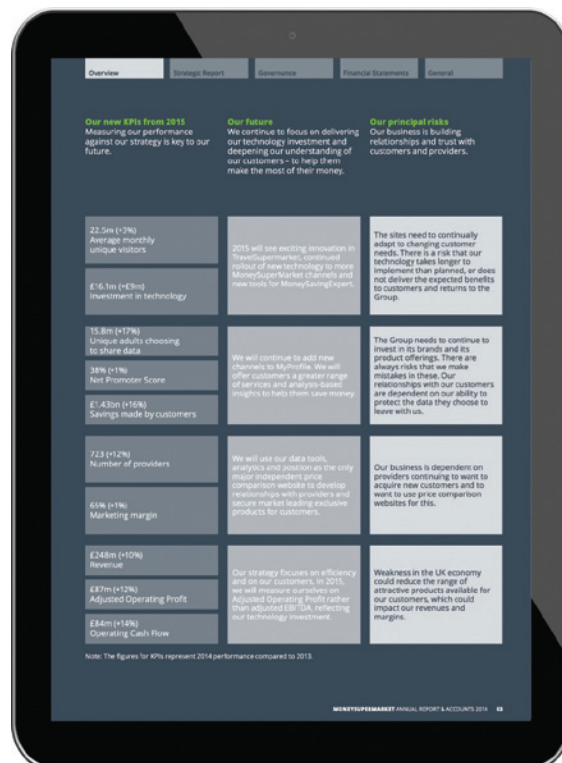 Overview
Strategic Report
Governance
Financial Statements
General
Our new KPIs from 2015
Measuring our performance
against our strategy is key to our
future.
Our future
We continue to focus on delivering
our technology investment and
deepening our understanding of
our customers – to help them
make the most of their money.
Our principal risks
Our business is building
relationships and trust with
customers and providers.
22.5m (+3%)
Average monthly
unique visitors
£16.1m (+£9m)
Investment in technology
2015 will see exciting innovation in
TravelSupermarket, continued
rollout of new technology to more
MoneySuperMarket channels and
new tools for MoneySavingExpert.
The sites need to continually
adapt to changing customer
needs. There is a risk that our
technology takes longer to
implement than planned, or does
not deliver the expected benefits
to customers and returns to the
Group.
15.8m (+17%)
Unique adults choosing
to share data
38% (+1%)
Net Promoter Score
£1.43bn (+16%)
Savings made by customers
We will continue to add new
channels to MyProfile. We will
offer customers a greater range
of services and analysis-based
insights to help them save money.
The Group needs to continue to
invest in its brands and its
product offerings. There are
always risks that we make
mistakes in these. Our
relationships with our customers
are dependent on our ability to
protect the data they choose to
leave with us.
723 (+12%)
Number of providers
65% (+1%)
Marketing margin
We will use our data tools,
analytics and position as the only
major independent price
comparison website to develop
relationships with providers and
secure market leading exclusive
products for customers.
Our business is dependent on
providers continuing to want to
acquire new customers and to
want to use price comparison
websites for this.
£248m (+10%)
Revenue
£87m (+12%)
Adjusted Operating Profit
£84m (+14%)
Operating Cash Flow
Our strategy focuses on efficiency
and on our customers. In 2015,
we will measure ourselves on
Adjusted Operating Profit rather
than adjusted EBITDA, reflecting
our technology investment.
Weakness in the UK economy
could reduce the range of
attractive products available for
our customers, which could
impact our revenues and
margins.
Note: The figures for KPIs represent 2014 performance compared to 2013.
MONEYSUPERMARKET ANNUAL REPORT & ACCOUNTS 2014